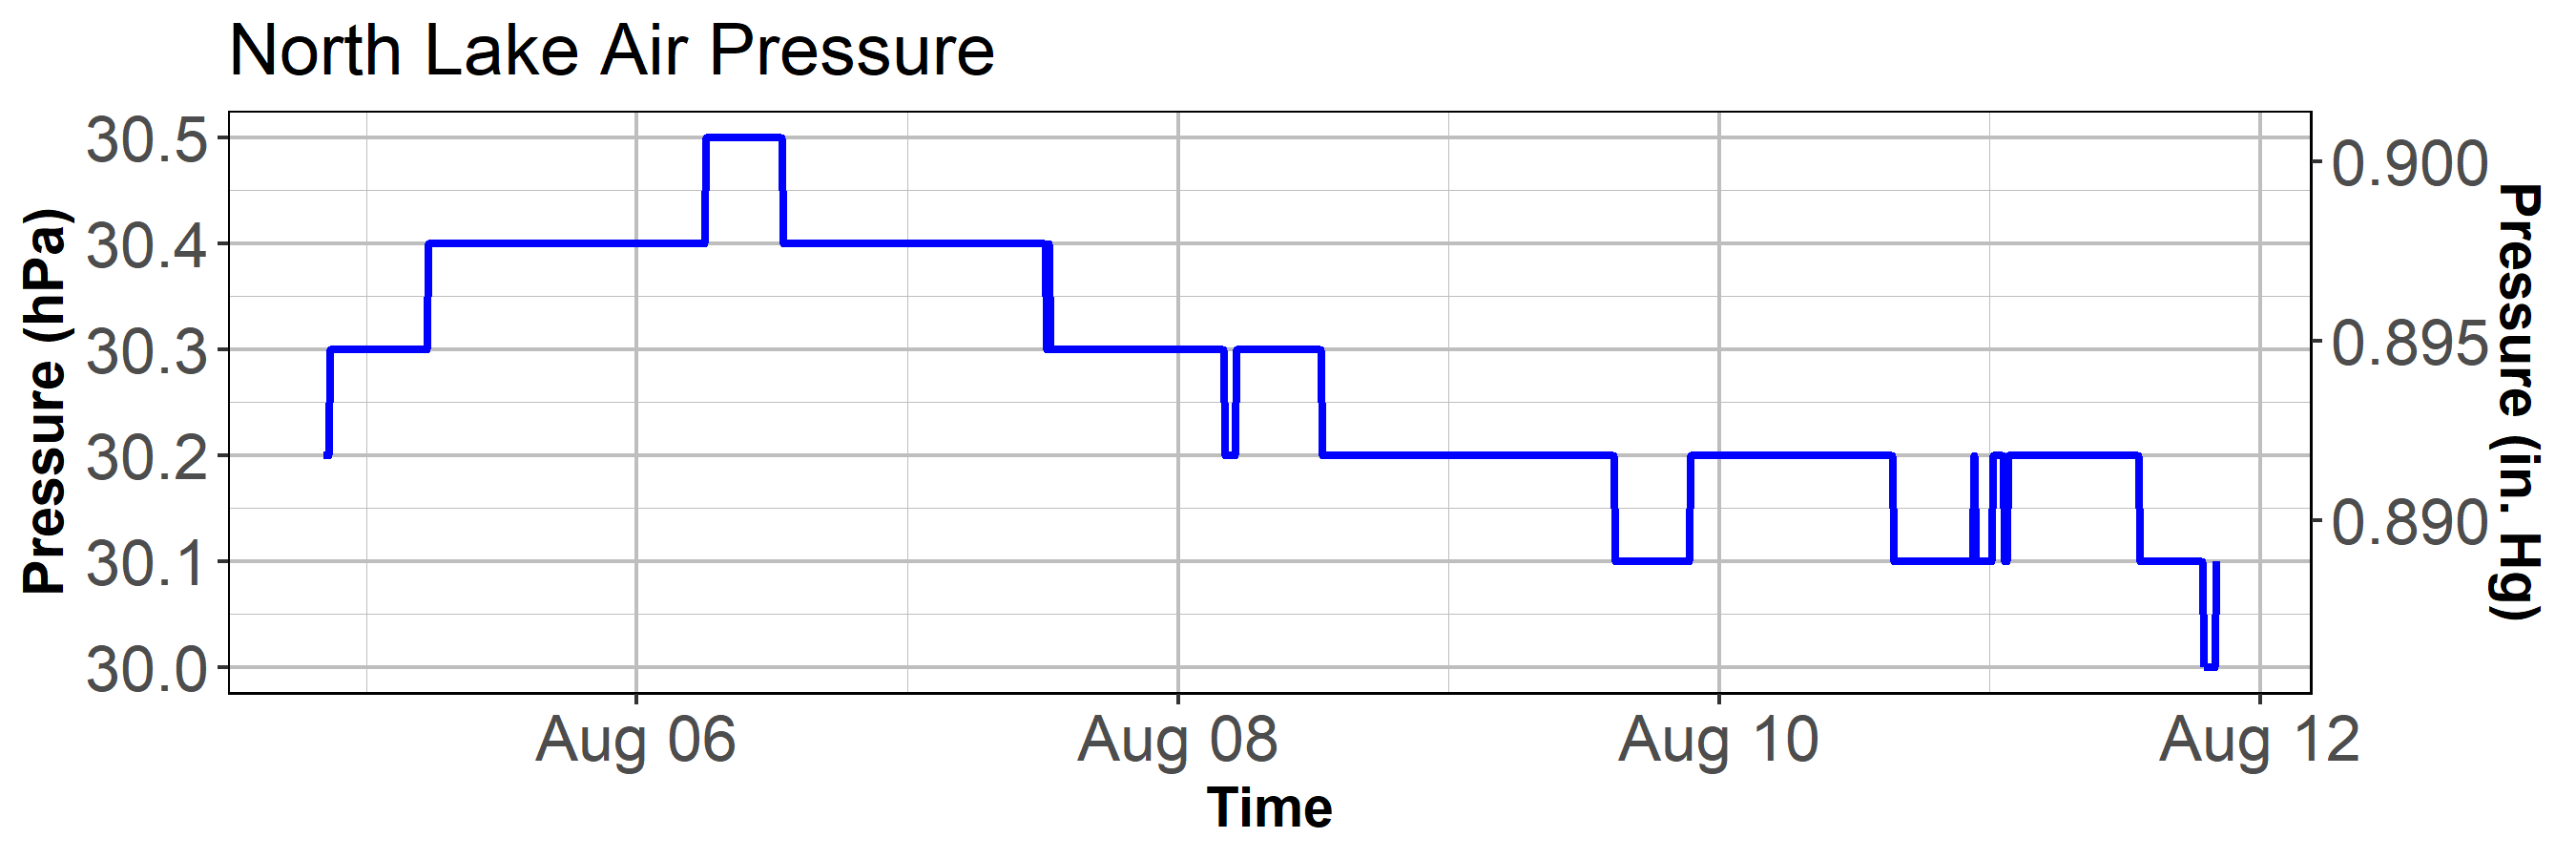 North Lake Air Pressure
30.5
30.4
30.3
30.2
30.1
30.0
Pressure (hPa)
0.900
0.895
0.890
Pressure (in. Hg)
Aug 06
Aug 08
Aug 10
Aug 12
Time